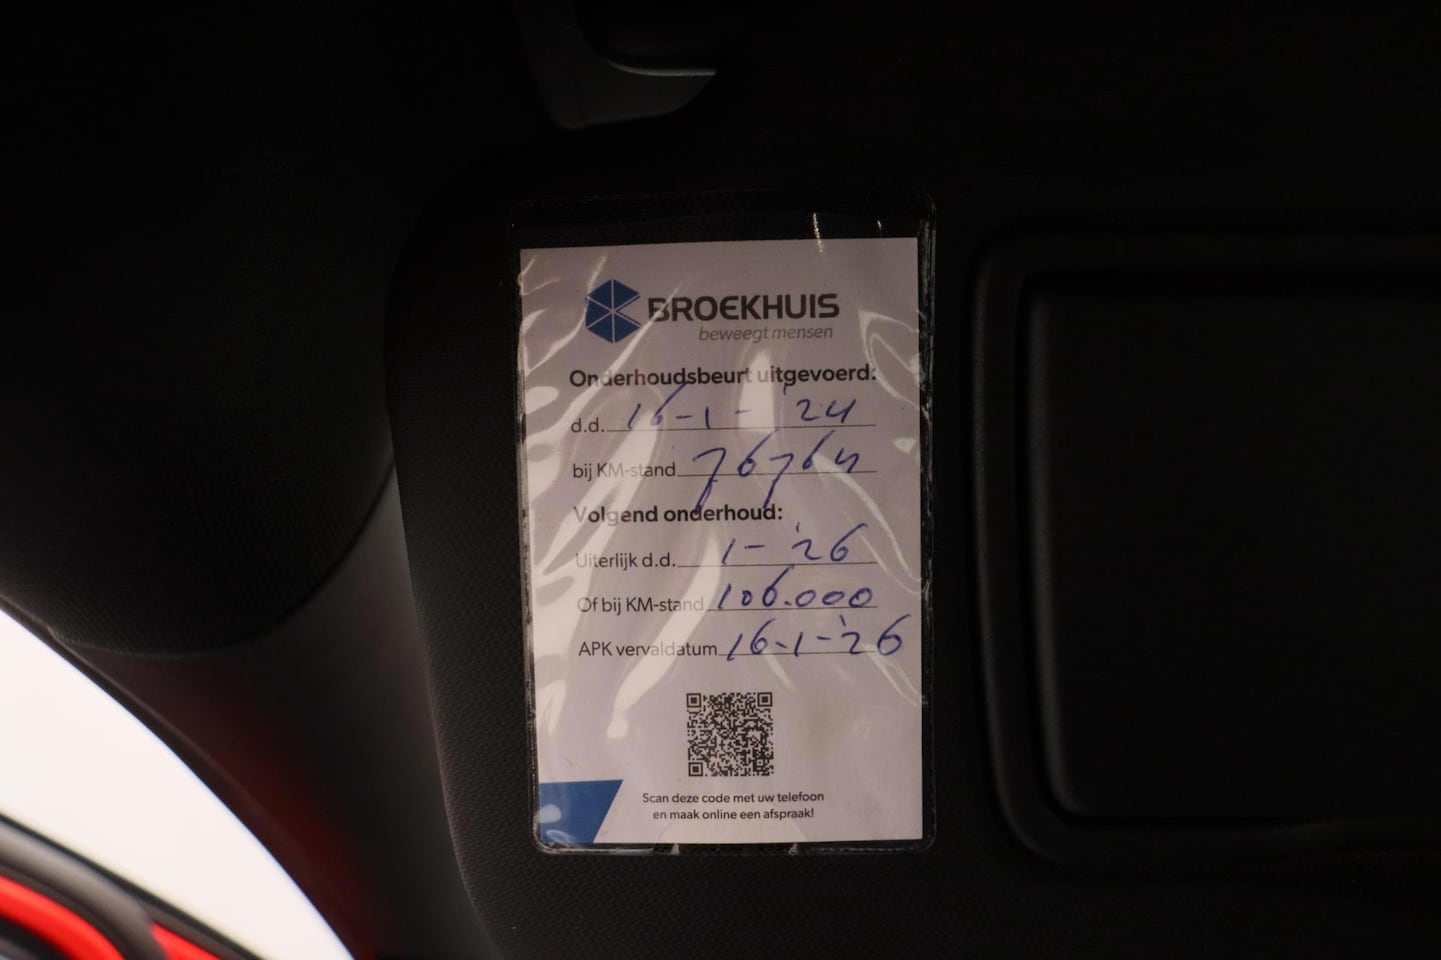 BROEKHUIS
beweegt mensen
Onderhoudsbeurt uitgevoerd:
d.d. 16-1-'24
bij KM-stand 76764
Volgend onderhoud:
Uiterlijk d.d. 1-'26
Of bij KM-stand 106.000
APK vervaldatum 16-1-'26
Scan deze code met uw telefoon
en maak online een afspraak!